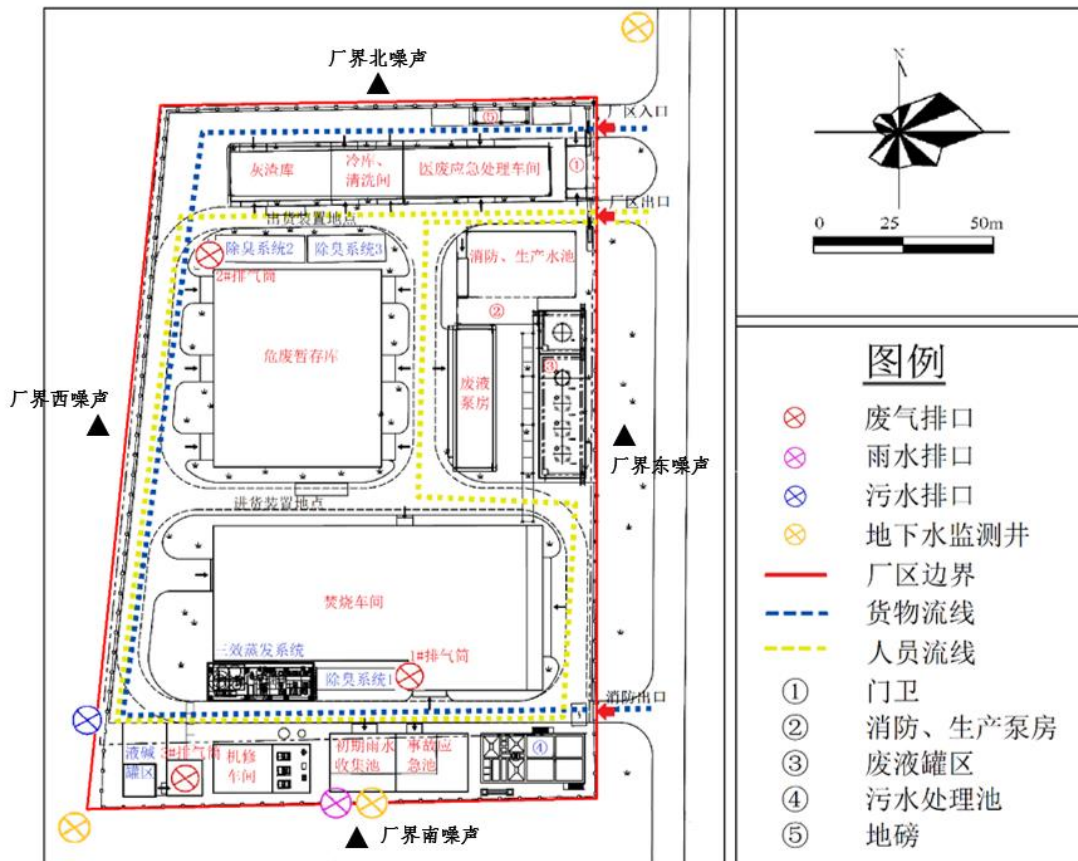 厂界北噪声
N
⑤
厂区入口
灰渣库
冷库、
清洗间
医废应急处理车间
①
厂区出口
出货装置地点
除臭系统2
除臭系统3
2#排气筒
消防、生产水池
②
危废暂存库
废液
泵房
③
厂界西噪声
厂界东噪声
进货装置地点
焚烧车间
三效蒸发系统
1#排气筒
除臭系统1
消防出口
液碱
罐区
3#排气筒
机修
车间
初期雨水
收集池
事故应
急池
④
厂界南噪声
0 25 50m
图例
废气排口
雨水排口
污水排口
地下水监测井
厂区边界
货物流线
人员流线
① 门卫
② 消防、生产泵房
③ 废液罐区
④ 污水处理池
⑤ 地磅